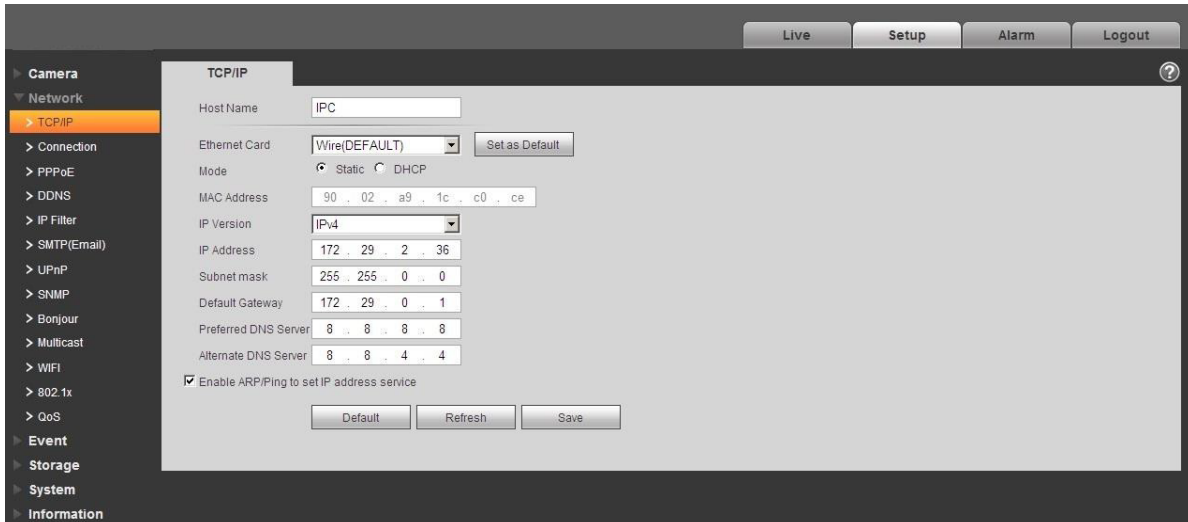 Live Setup Alarm Logout
Camera
Network
> TCP/IP
> Connection
> PPPoE
> DDNS
> IP Filter
> SMTP(Email)
> UPnP
> SNMP
> Bonjour
> Multicast
> WIFI
> 802.1x
> QoS
Event
Storage
System
Information
TCP/IP
?
Host Name IPC
Ethernet Card Wire(DEFAULT) Set as Default
Mode Static DHCP
MAC Address 90 . 02 . a9 . 1c . c0 . ce
IP Version IPv4
IP Address 172 . 29 . 2 . 36
Subnet mask 255 . 255 . 0 . 0
Default Gateway 172 . 29 . 0 . 1
Preferred DNS Server 8 . 8 . 8 . 8
Alternate DNS Server 8 . 8 . 4 . 4
Enable ARP/Ping to set IP address service
Default Refresh Save